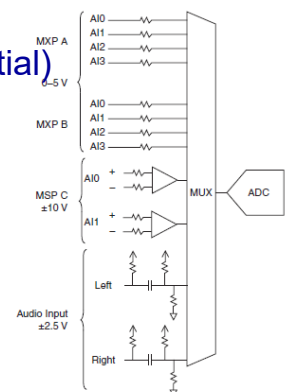 AI0
AI1
MXP A
AI2
AI3
tial)
0–5 V
AI0
AI1
MXP B
AI2
AI3
AI0 + –
MSP C
±10 V
MUX
ADC
AI1 + –
Left
Audio Input
±2.5 V
Right